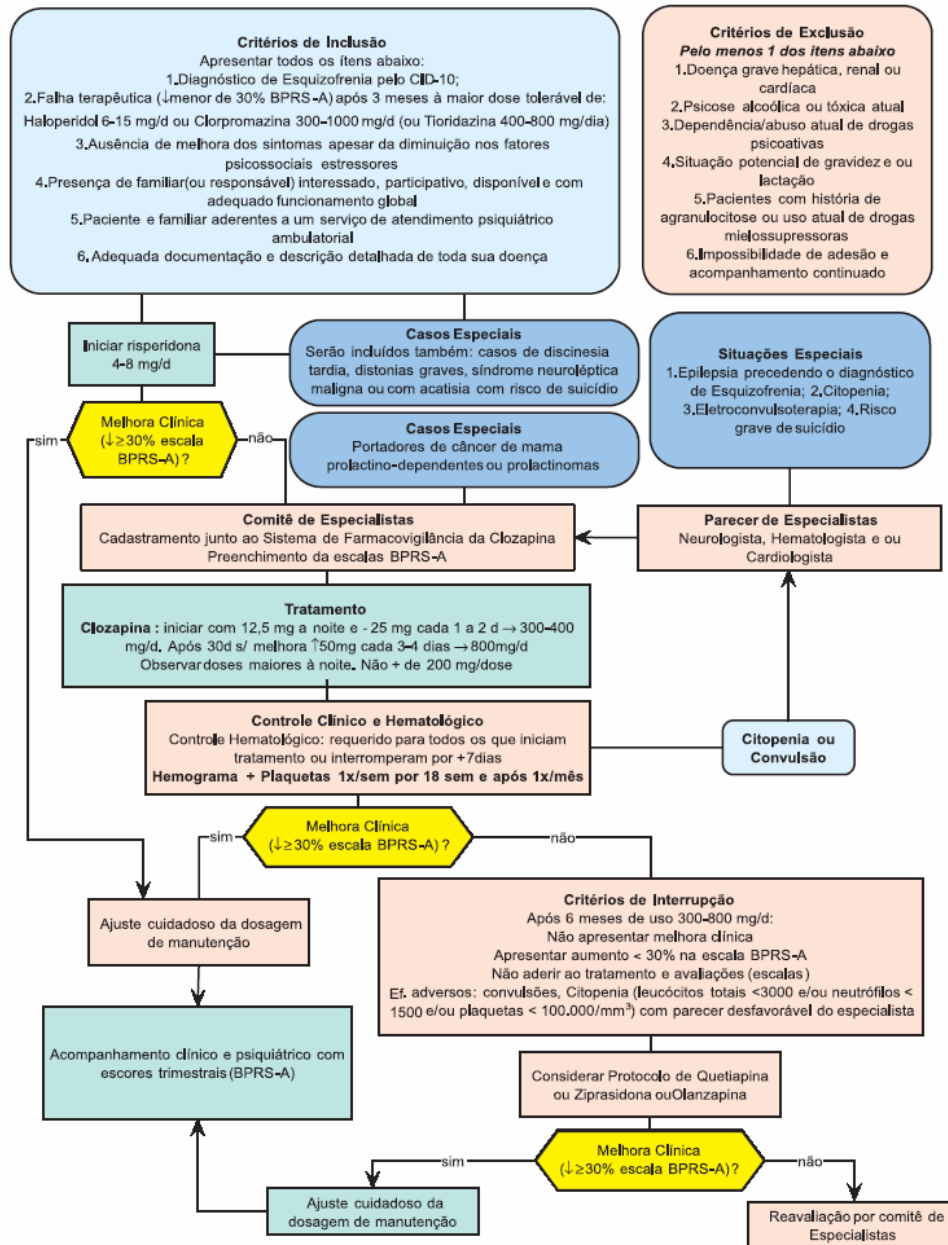 Critérios de Inclusão
Apresentar todos os ítens abaixo:
1.Diagnóstico de Esquizofrenia pelo CID-10;
2.Falha terapêutica (↓menor de 30% BPRS-A) após 3 meses à maior dose tolerável de:
Haloperidol 6-15 mg/d ou Clorpromazina 300-1000 mg/d (ou Tioridazina 400-800 mg/dia)
3.Ausência de melhora dos sintomas apesar da diminuição nos fatores
psicossociais estressores
4.Presença de familiar(ou responsável) interessado, participativo, disponível e com
adequado funcionamento global
5.Paciente e familiar aderentes a um serviço de atendimento psiquiátrico
ambulatorial
6.Adequada documentação e descrição detalhada de toda sua doença
Critérios de Exclusão
Pelo menos 1 dos itens abaixo
1.Doença grave hepática, renal ou
cardíaca
2.Psicose alcoólica ou tóxica atual
3.Dependência/abuso atual de drogas
psicoativas
4.Situação potencial de gravidez e ou
lactação
5.Pacientes com história de
agranulocitose ou uso atual de drogas
mielossupressoras
6.Impossibilidade de adesão e
acompanhamento continuado
Iniciar risperidona
4-8 mg/d
Casos Especiais
Serão incluídos também: casos de discinesia
tardia, distonias graves, síndrome neuroléptica
maligna ou com acatisia com risco de suicídio
Situações Especiais
1.Epilepsia precedendo o diagnóstico
de Esquizofrenia; 2.Citopenia;
3.Eletroconvulsoterapia; 4.Risco
grave de suicídio
sim
Melhora Clínica
(↓≥30% escala
BPRS-A) ?
não
Casos Especiais
Portadores de câncer de mama
prolactino-dependentes ou prolactinomas
Comitê de Especialistas
Cadastramento junto ao Sistema de Farmacovigilância da Clozapina
Preenchimento da escalas BPRS-A
Parecer de Especialistas
Neurologista, Hematologista e ou
Cardiologista
Tratamento
Clozapina : iniciar com 12,5 mg a noite e - 25 mg cada 1 a 2 d → 300-400
mg/d. Após 30d s/ melhora ↑50mg cada 3-4 dias → 800mg/d
Observar doses maiores à noite. Não + de 200 mg/dose
Controle Clínico e Hematológico
Controle Hematológico: requerido para todos os que iniciam
tratamento ou interromperam por +7dias
Hemograma + Plaquetas 1x/sem por 18 sem e após 1x/mês
Citopenia ou
Convulsão
sim
Melhora Clínica
(↓≥30% escala BPRS-A) ?
não
Ajuste cuidadoso da dosagem
de manutenção
Critérios de Interrupção
Após 6 meses de uso 300-800 mg/d:
Não apresentar melhora clínica
Apresentar aumento < 30% na escala BPRS-A
Não aderir ao tratamento e avaliações (escalas)
Ef. adversos: convulsões, Citopenia (leucócitos totais <3000 e/ou neutrófilos <
1500 e/ou plaquetas < 100.000/mm³) com parecer desfavorável do especialista
Acompanhamento clínico e psiquiátrico com
escores trimestrais (BPRS-A)
Considerar Protocolo de Quetiapina
ou Ziprasidona ouOlanzapina
sim
Melhora Clínica
(↓≥30% escala BPRS-A)?
não
Ajuste cuidadoso da
dosagem de manutenção
Reavaliação por comitê de
Especialistas